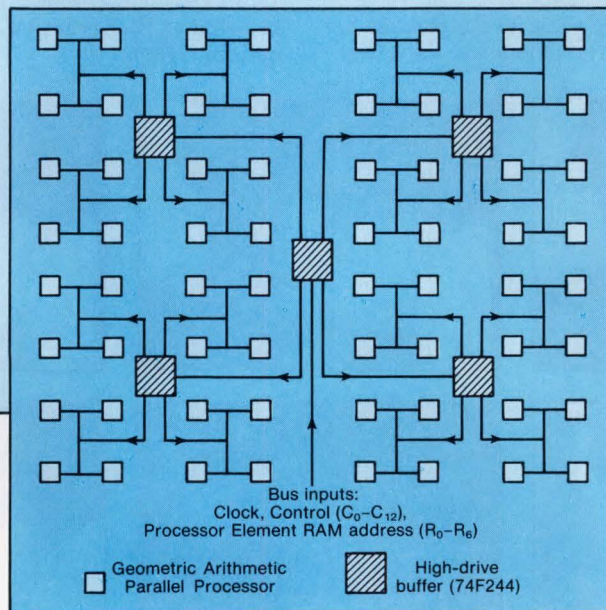 Bus inputs:
Clock, Control (C₀–C₁₂),
Processor Element RAM address (R₀–R₆)
Geometric Arithmetic
Parallel Processor
High-drive
buffer (74F244)